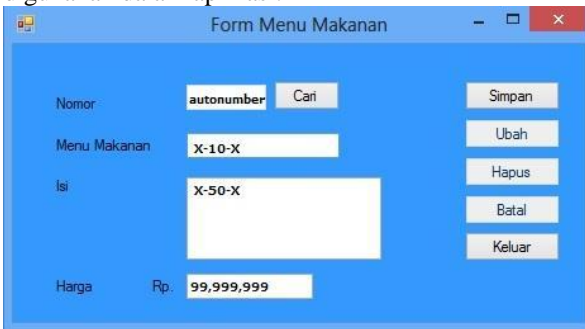 Form Menu Makanan
Nomor autonumber Cari Simpan
Menu Makanan X-10-X Ubah
Isi X-50-X Hapus
Batal
Keluar
Harga Rp. 99,999,999